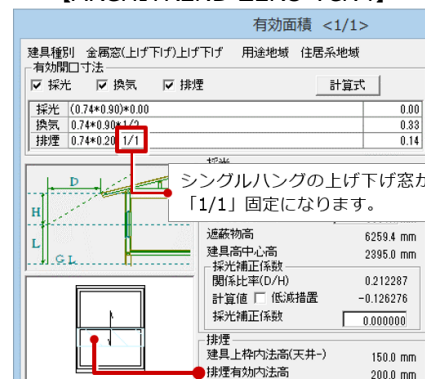 有効面積 <1/1>
建具種別 金属窓(上げ下げ)上げ下げ 用途地域 住居系地域
有効開口寸法
採光 換気 排煙 計算式
採光 (0.74*0.90)*0.00 0.00
換気 0.33
排煙 0.74*0.20 1/1 0.14
シングルハングの上げ下げ窓が
「1/1」固定になります。
D
H
L
GL
遮蔽物高 6259.4 mm
建具高中心高 2395.0 mm
採光補正係数
関係比率(D/H) 0.212287
計算値 低減措置 -0.126276
採光補正係数 0.000000
排煙
建具上枠内法高(天井-) 150.0 mm
排煙有効内法高 200.0 mm